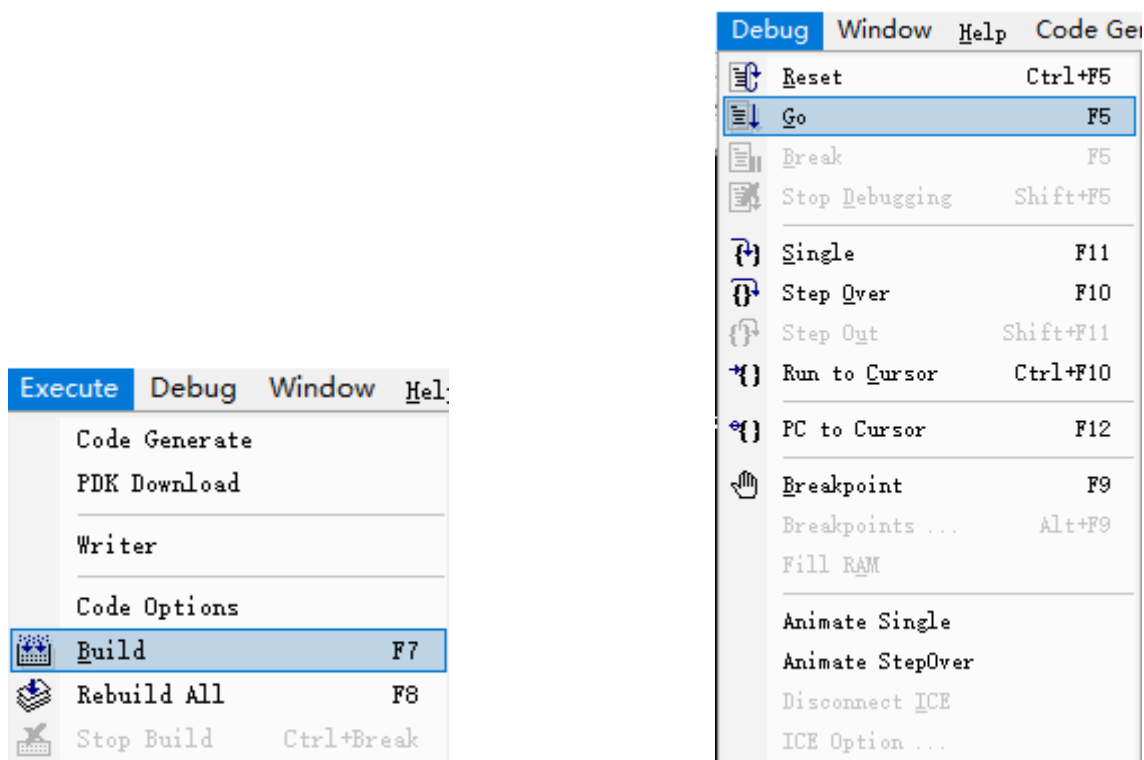 Execute Debug Window Hel
Code Generate
PDK Download
Writer
Code Options
Build F7
Rebuild All F8
Stop Build Ctrl+Break
Debug Window Help Code Ge
Reset Ctrl+F5
Go F5
Break F5
Stop Debugging Shift+F5
Single F11
Step Over F10
Step Out Shift+F11
Run to Cursor Ctrl+F10
PC to Cursor F12
Breakpoint F9
Breakpoints ... Alt+F9
Fill RAM
Animate Single
Animate StepOver
Disconnect ICE
ICE Option ...